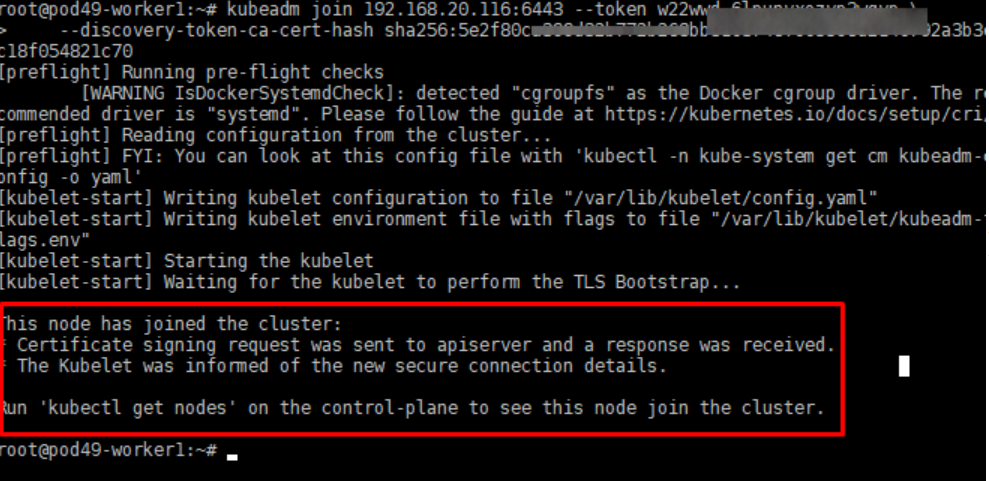 root@pod49-worker1:~# kubeadm join 192.168.20.116:6443 --token
> --discovery-token-ca-cert-hash
c18f054821c70
[preflight] Running pre-flight checks
[WARNING IsDockerSystemdCheck]: detected "cgroupfs" as the Docker cgroup driver. The re
commended driver is "systemd". Please follow the guide at https://kubernetes.io/docs/setup/cri/
[preflight] Reading configuration from the cluster...
[preflight] FYI: You can look at this config file with 'kubectl -n kube-system get cm kubeadm-c
onfig -o yaml'
[kubelet-start] Writing kubelet configuration to file "/var/lib/kubelet/config.yaml"
[kubelet-start] Writing kubelet environment file with flags to file "/var/lib/kubelet/kubeadm-f
lags.env"
[kubelet-start] Starting the kubelet
[kubelet-start] Waiting for the kubelet to perform the TLS Bootstrap...
This node has joined the cluster:
* Certificate signing request was sent to apiserver and a response was received.
* The Kubelet was informed of the new secure connection details.
Run 'kubectl get nodes' on the control-plane to see this node join the cluster.
root@pod49-worker1:~#